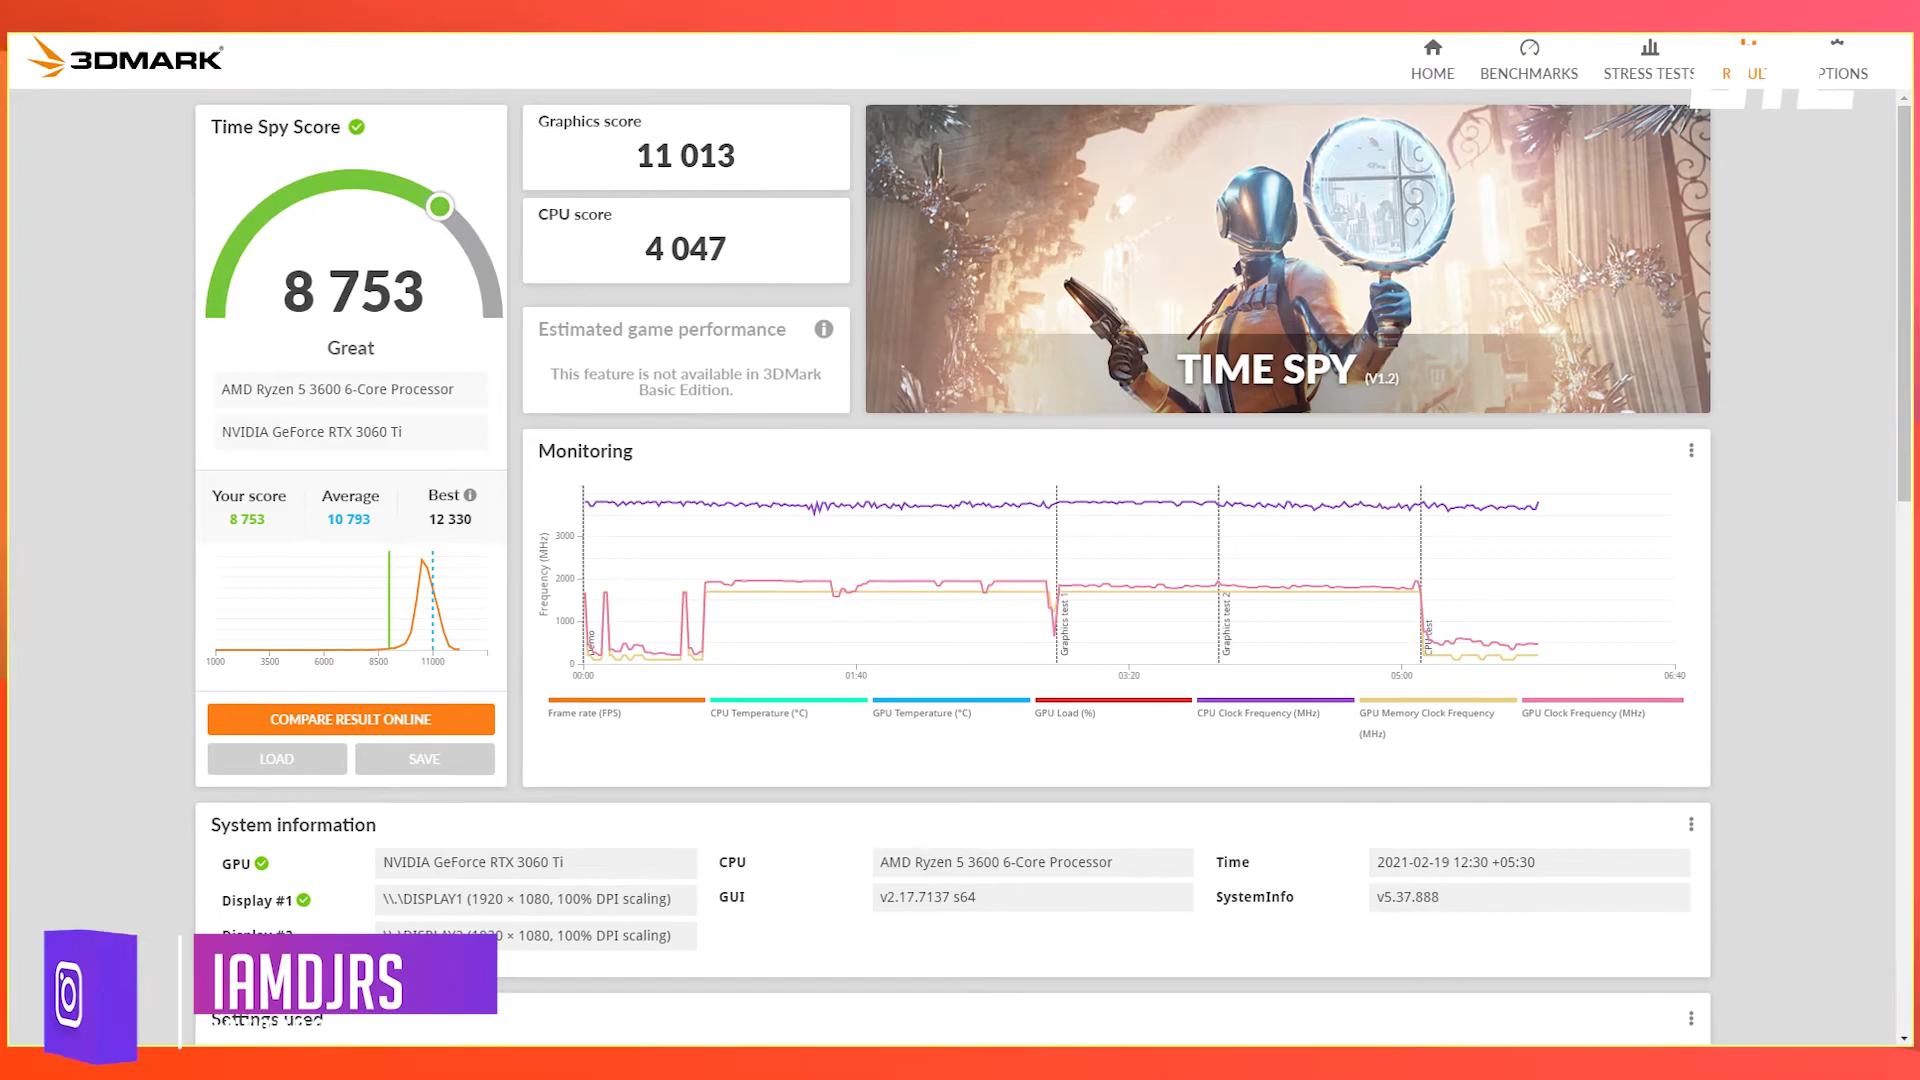 3DMARK
HOME
BENCHMARKS
STRESS TESTS
R UL
PTIONS
Time Spy Score
8 753
Great
AMD Ryzen 5 3600 6-Core Processor
NVIDIA GeForce RTX 3060 Ti
Your score
8 753
Average
10 793
Best
12 330
1000 3500 6000 8500 11000
COMPARE RESULT ONLINE
LOAD
SAVE
Graphics score
11 013
CPU score
4 047
Estimated game performance
This feature is not available in 3DMark
Basic Edition.
TIME SPY (V1.2)
Monitoring
Frequency (MHz)
3000
2000
1000
0
Demo
Graphics test 1
Graphics test 2
CPU test
00:00 01:40 03:20 05:00 06:40
Frame rate (FPS)
CPU Temperature (°C)
GPU Temperature (°C)
GPU Load (%)
CPU Clock Frequency (MHz)
GPU Memory Clock Frequency
(MHz)
GPU Clock Frequency (MHz)
System information
GPU
NVIDIA GeForce RTX 3060 Ti
CPU
AMD Ryzen 5 3600 6-Core Processor
Time
2021-02-19 12:30 +05:30
Display #1
\\.\DISPLAY1 (1920 × 1080, 100% DPI scaling)
GUI
v2.17.7137 s64
SystemInfo
v5.37.888
× 1080, 100% DPI scaling)
IAMDJRS
Settings used